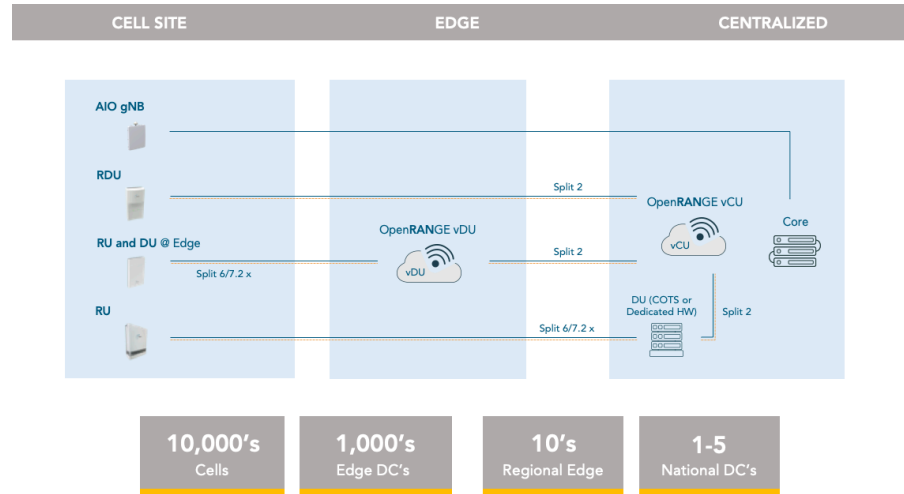 CELL SITE
EDGE
CENTRALIZED
AIO gNB
RDU
Split 2
OpenRANGE vCU
Core
vCU
RU and DU @ Edge
OpenRANGE vDU
Split 2
Split 6/7.2 x
vDU
RU
DU (COTS or
Dedicated HW)
Split 2
Split 6/7.2 x
10,000's
Cells
1,000's
Edge DC's
10's
Regional Edge
1-5
National DC's